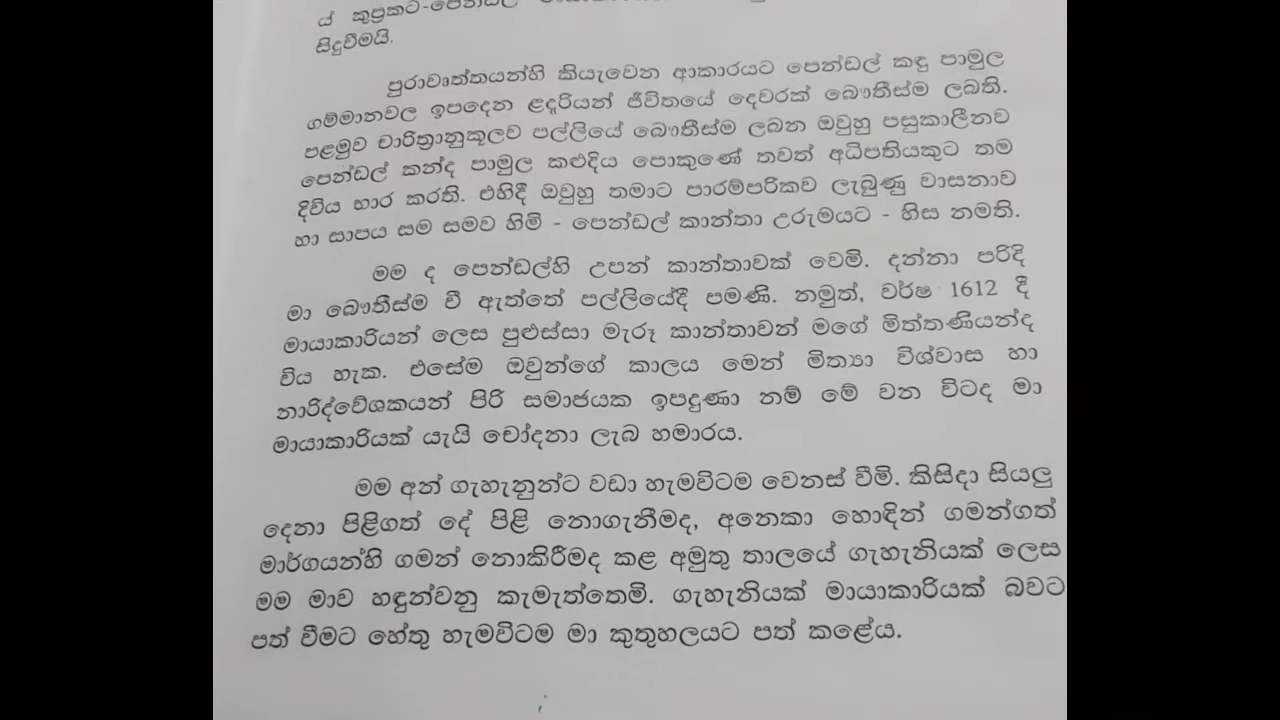 ය් කුප්‍රකට-පෙන්ඩල්
සිදුවීමයි.
පුරාවෘත්තයන්හි කියැවෙන ආකාරයට පෙන්ඩල් කඳු පාමුල
ගම්මානවල ඉපදෙන ළදැරියන් ජීවිතයේ දෙවරක් බෞතීස්ම ලබති.
පළමුව චාරිත්‍රානුකූලව පල්ලියේ බෞතීස්ම ලබන ඔවුහු පසුකාලීනව
පෙන්ඩල් කන්ද පාමුල කළුදිය පොකුණේ තවත් අධිපතියකුට තම
දිවිය භාර කරති. එහිදී ඔවුහු තමාට පාරම්පරිකව ලැබුණු වාසනාව
හා සාපය සම සමව හිමි - පෙන්ඩල් කාන්තා උරුමයට - හිස නමති.
මම ද පෙන්ඩල්හි උපන් කාන්තාවක් වෙමි. දන්නා පරිදි
මා බෞතීස්ම වී ඇත්තේ පල්ලියේදී පමණි. නමුත්, වර්ෂ 1612 දී
මායාකාරියන් ලෙස පුළුස්සා මැරූ කාන්තාවන් මගේ මිත්තණියන්ද
විය හැක. එසේම ඔවුන්ගේ කාලය මෙන් මිත්‍යා විශ්වාස හා
නාරිද්වේශකයන් පිරි සමාජයක ඉපදුණා නම් මේ වන විටද මා
මායාකාරියක් යැයි චෝදනා ලැබ හමාරය.
මම අන් ගැහැනුන්ට වඩා හැමවිටම වෙනස් වීමි. කිසිදා සියලු
දෙනා පිළිගත් දේ පිළි නොගැනීමද, අනෙකා හොඳින් ගමන්ගත්
මාර්ගයන්හි ගමන් නොකිරීමද කළ අමුතු තාලයේ ගැහැනියක් ලෙස
මම මාව හඳුන්වනු කැමැත්තෙමි. ගැහැනියක් මායාකාරියක් බවට
පත් වීමට හේතු හැමවිටම මා කුතුහලයට පත් කළේය.